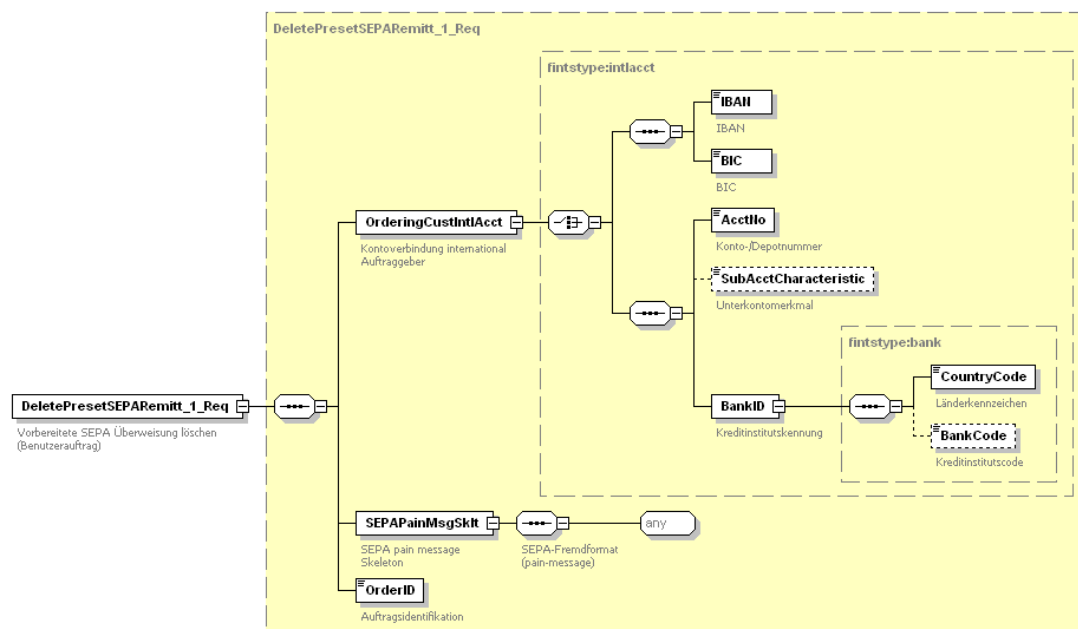 DeletePresetSEPARemitt_1_Req
fintstype:intlacct
IBAN
IBAN
BIC
BIC
OrderingCustIntlAcct
Kontoverbindung international
Auftraggeber
AcctNo
Konto-/Depotnummer
SubAcctCharacteristic
Unterkontomerkmal
fintstype:bank
CountryCode
Länderkennzeichen
DeletePresetSEPARemitt_1_Req
Vorbereitete SEPA Überweisung löschen
(Benutzerauftrag)
BankID
Kreditinstitutskennung
BankCode
Kreditinstitutscode
SEPAPainMsgSklt
SEPA pain message
Skeleton
SEPA-Fremdformat
(pain-message)
any
OrderID
Auftragsidentifikation